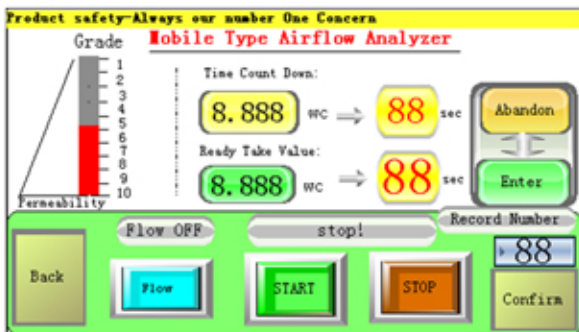 Product safety-Always our number One Concern
Grade
Mobile Type Airflow Analyzer
1
2
3
4
5
6
7
8
9
10
Permeability
Time Count Down:
8.888 WC 88 sec
Ready Take Value:
8.888 WC 88 sec
Abandon
Enter
Flow OFF
stop!
Record Number
88
Back
Flow
START
STOP
Confirm